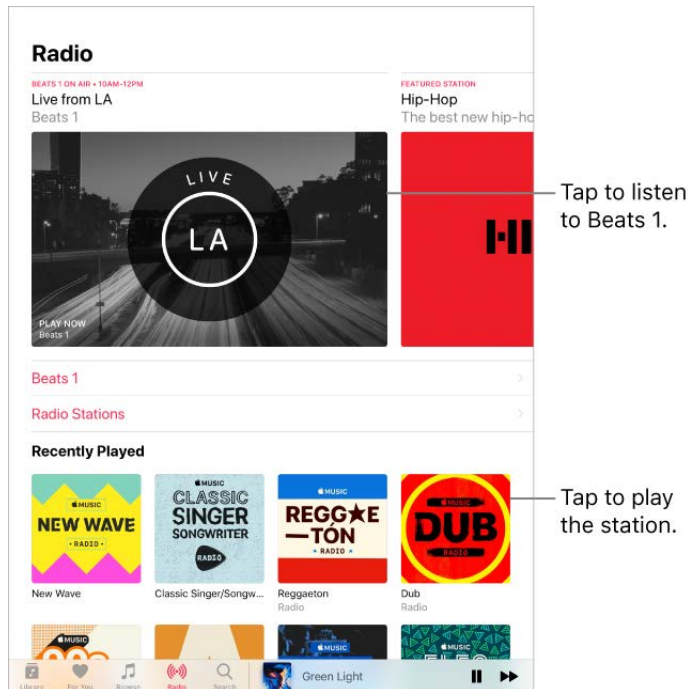 Radio
BEATS 1 ON AIR • 10AM-12PM
Live from LA
Beats 1
FEATURED STATION
Hip-Hop
The best new hip-ho
LIVE
LA
PLAY NOW
Beats 1
HI
Tap to listen
to Beats 1.
Beats 1
Radio Stations
Recently Played
MUSIC
NEW WAVE
• RADIO •
MUSIC
CLASSIC
SINGER
SONGWRITER
RADIO
MUSIC
REGG★E
—TÓN
★ RADIO ★
MUSIC
DUB
RADIO
Tap to play
the station.
New Wave
Classic Singer/Songw...
Reggaeton
Radio
Dub
Radio
MUSIC
MUSIC
MUSIC
Library
For You
Browse
Radio
Search
Green Light